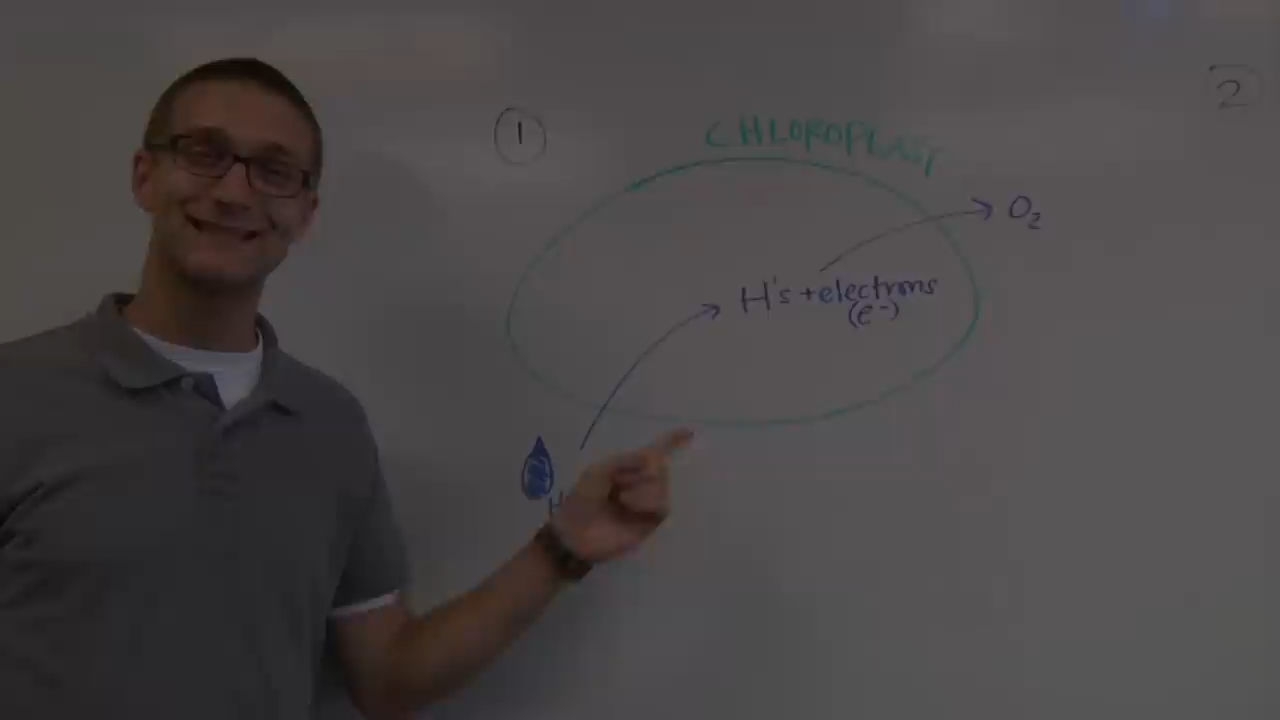 1
2
CHLOROPLAST
O₂
H's + electrons
(e⁻)
H